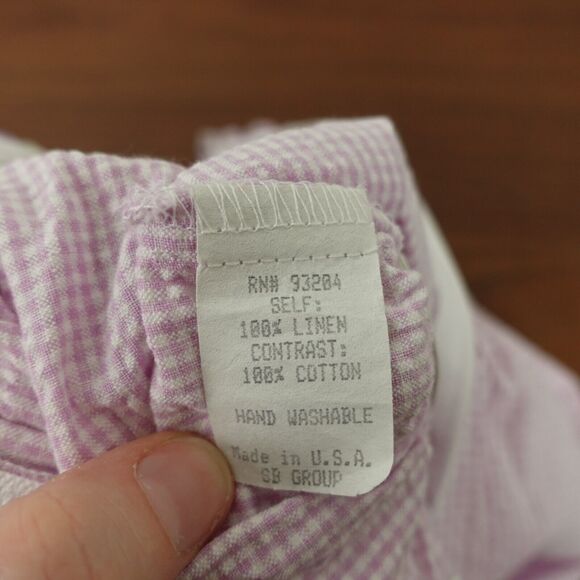 RN# 93204
SELF:
100% LINEN
CONTRAST:
100% COTTON
HAND WASHABLE
Made in U.S.A.
SB GROUP